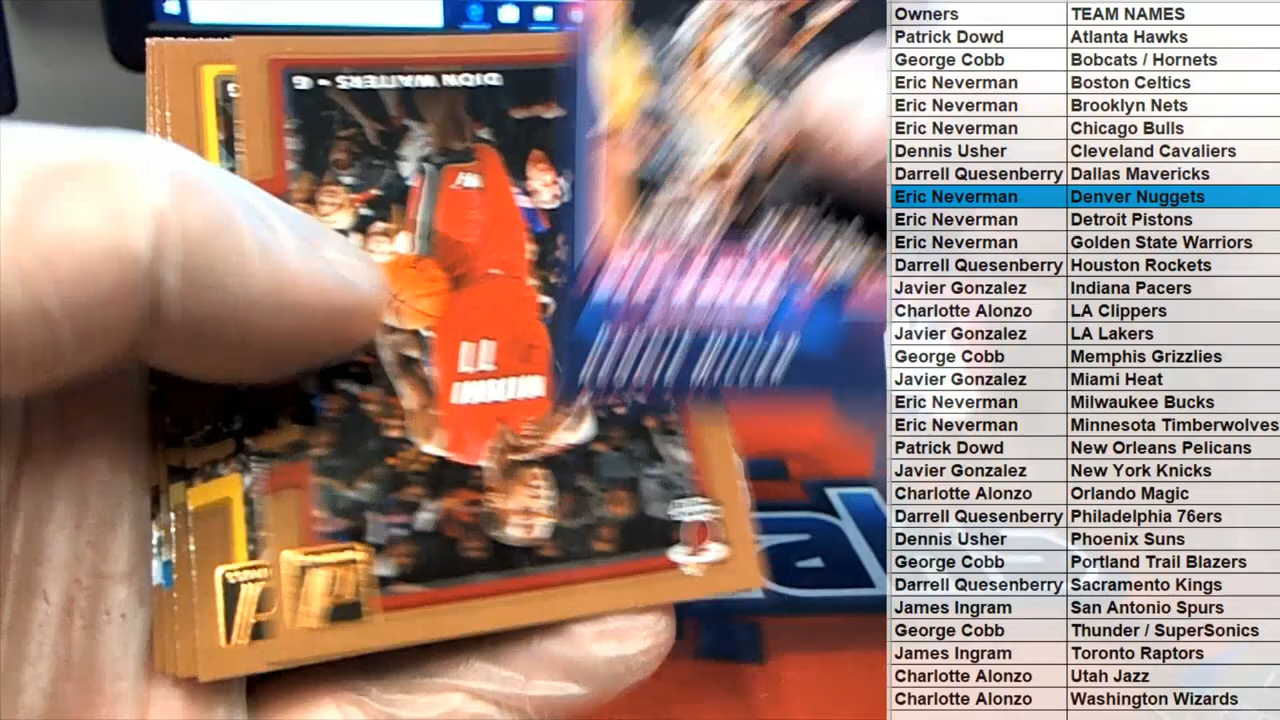 DION WAITERS • G
11
Owners TEAM NAMES
Patrick Dowd Atlanta Hawks
George Cobb Bobcats / Hornets
Eric Neverman Boston Celtics
Eric Neverman Brooklyn Nets
Eric Neverman Chicago Bulls
Dennis Usher Cleveland Cavaliers
Darrell Quesenberry Dallas Mavericks
Eric Neverman Denver Nuggets
Eric Neverman Detroit Pistons
Eric Neverman Golden State Warriors
Darrell Quesenberry Houston Rockets
Javier Gonzalez Indiana Pacers
Charlotte Alonzo LA Clippers
Javier Gonzalez LA Lakers
George Cobb Memphis Grizzlies
Javier Gonzalez Miami Heat
Eric Neverman Milwaukee Bucks
Eric Neverman Minnesota Timberwolves
Patrick Dowd New Orleans Pelicans
Javier Gonzalez New York Knicks
Charlotte Alonzo Orlando Magic
Darrell Quesenberry Philadelphia 76ers
Dennis Usher Phoenix Suns
George Cobb Portland Trail Blazers
Darrell Quesenberry Sacramento Kings
James Ingram San Antonio Spurs
George Cobb Thunder / SuperSonics
James Ingram Toronto Raptors
Charlotte Alonzo Utah Jazz
Charlotte Alonzo Washington Wizards